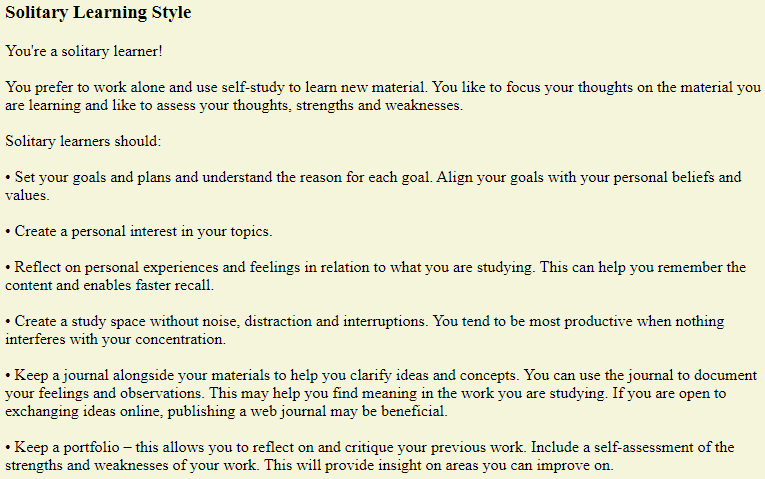 Solitary Learning Style
You're a solitary learner!
You prefer to work alone and use self-study to learn new material. You like to focus your thoughts on the material you
are learning and like to assess your thoughts, strengths and weaknesses.
Solitary learners should:
• Set your goals and plans and understand the reason for each goal. Align your goals with your personal beliefs and
values.
• Create a personal interest in your topics.
• Reflect on personal experiences and feelings in relation to what you are studying. This can help you remember the
content and enables faster recall.
• Create a study space without noise, distraction and interruptions. You tend to be most productive when nothing
interferes with your concentration.
• Keep a journal alongside your materials to help you clarify ideas and concepts. You can use the journal to document
your feelings and observations. This may help you find meaning in the work you are studying. If you are open to
exchanging ideas online, publishing a web journal may be beneficial.
• Keep a portfolio – this allows you to reflect on and critique your previous work. Include a self-assessment of the
strengths and weaknesses of your work. This will provide insight on areas you can improve on.